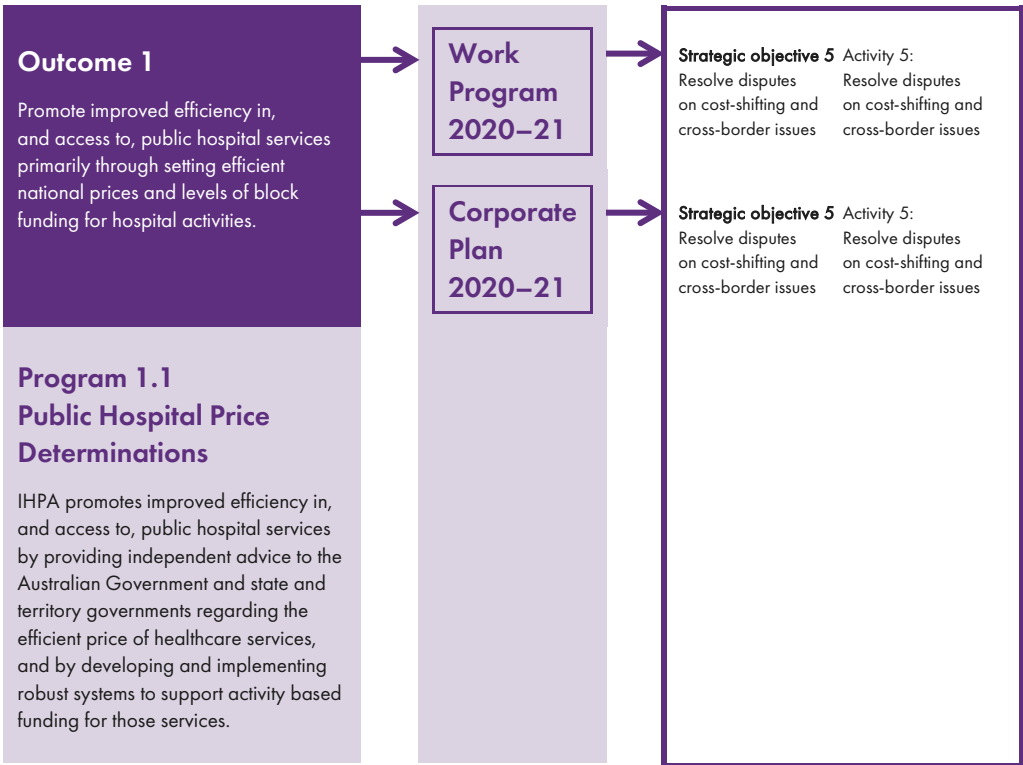 Outcome 1
Promote improved efficiency in,
and access to, public hospital services
primarily through setting efficient
national prices and levels of block
funding for hospital activities.
Program 1.1
Public Hospital Price
Determinations
IHPA promotes improved efficiency in,
and access to, public hospital services
by providing independent advice to the
Australian Government and state and
territory governments regarding the
efficient price of healthcare services,
and by developing and implementing
robust systems to support activity based
funding for those services.
Work
Program
2020–21
Corporate
Plan
2020–21
Strategic objective 5
Resolve disputes
on cost-shifting and
cross-border issues
Activity 5:
Resolve disputes
on cost-shifting and
cross-border issues
Strategic objective 5
Resolve disputes
on cost-shifting and
cross-border issues
Activity 5:
Resolve disputes
on cost-shifting and
cross-border issues